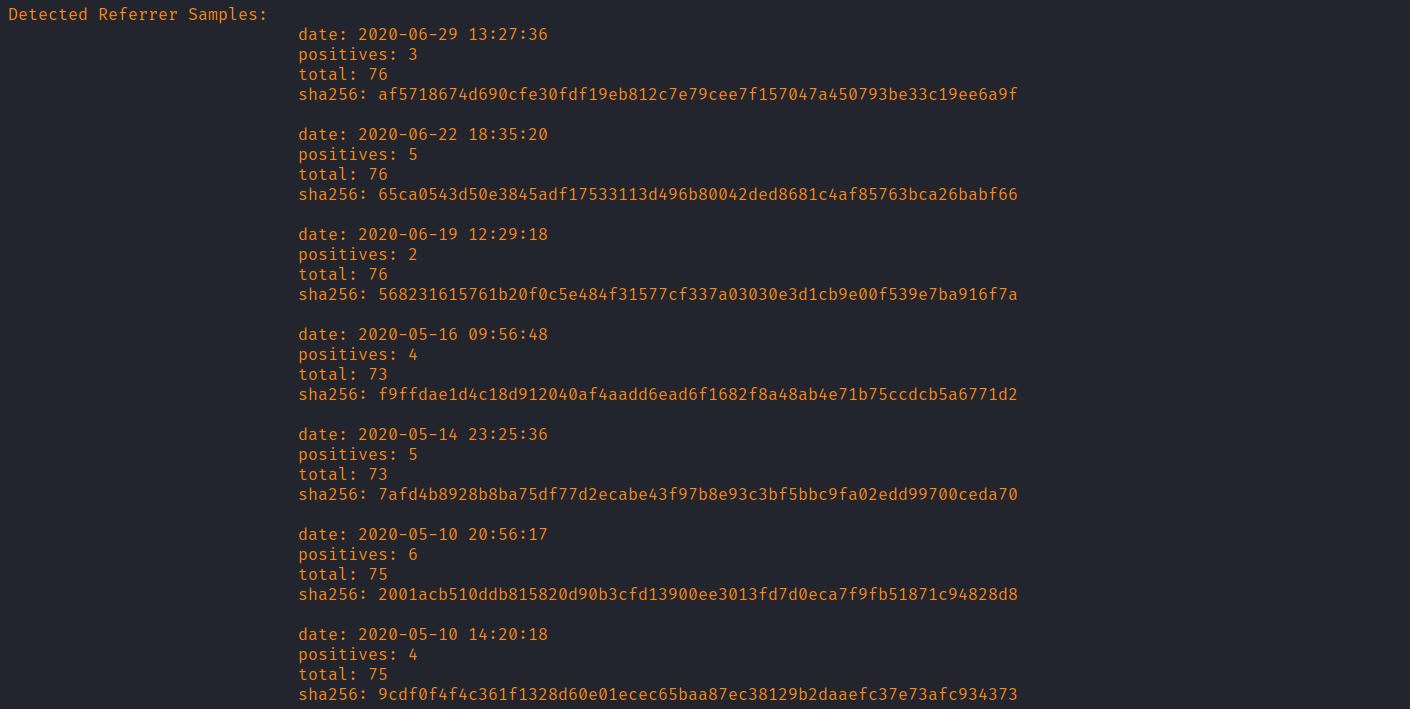 Detected Referrer Samples:
date: 2020-06-29 13:27:36
positives: 3
total: 76
sha256: af5718674d690cfe30fdf19eb812c7e79cee7f157047a450793be33c19ee6a9f
date: 2020-06-22 18:35:20
positives: 5
total: 76
sha256: 65ca0543d50e3845adf17533113d496b80042ded8681c4af85763bca26babf66
date: 2020-06-19 12:29:18
positives: 2
total: 76
sha256: 568231615761b20f0c5e484f31577cf337a03030e3d1cb9e00f539e7ba916f7a
date: 2020-05-16 09:56:48
positives: 4
total: 73
sha256: f9ffdae1d4c18d912040af4aadd6ead6f1682f8a48ab4e71b75ccdcb5a6771d2
date: 2020-05-14 23:25:36
positives: 5
total: 73
sha256: 7afd4b8928b8ba75df77d2ecabe43f97b8e93c3bf5bbc9fa02edd99700ceda70
date: 2020-05-10 20:56:17
positives: 6
total: 75
sha256: 2001acb510ddb815820d90b3cfd13900ee3013fd7d0eca7f9fb51871c94828d8
date: 2020-05-10 14:20:18
positives: 4
total: 75
sha256: 9cdf0f4f4c361f1328d60e01ecec65baa87ec38129b2daaefc37e73afc934373